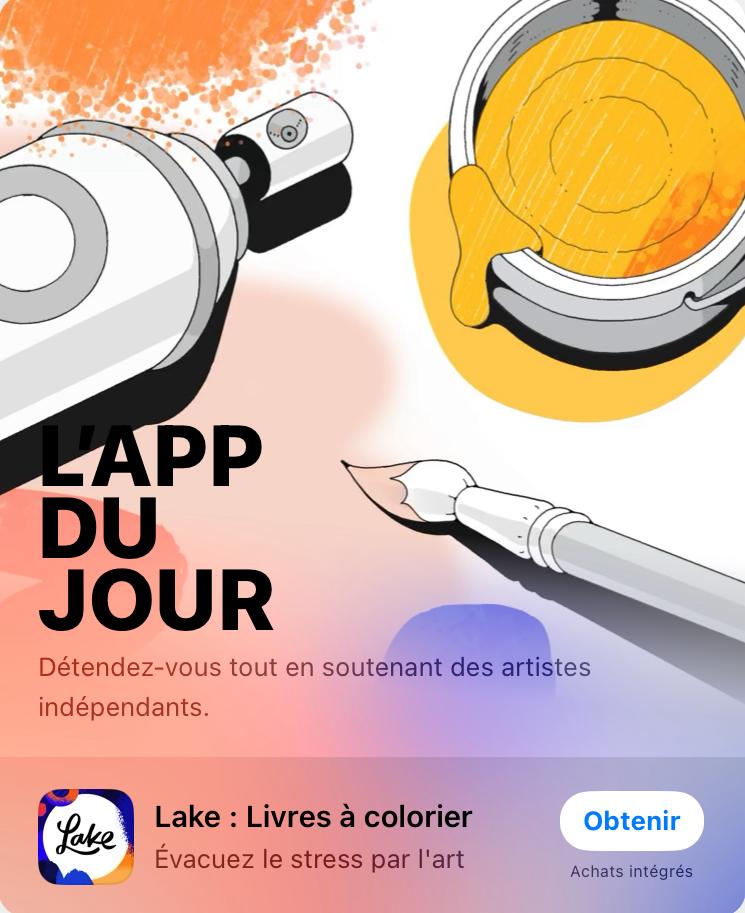 L'APP
DU
JOUR
Détendez-vous tout en soutenant des artistes
indépendants.
Lake
Lake : Livres à colorier
Évacuez le stress par l'art
Obtenir
Achats intégrés